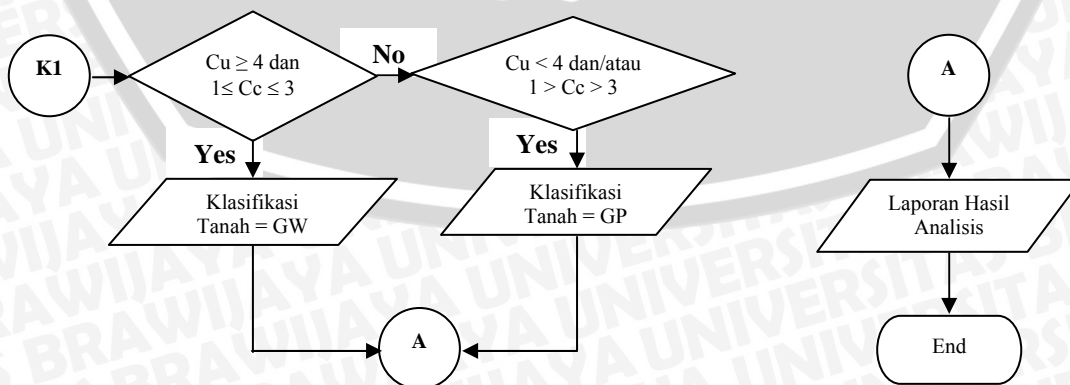 K1
Cu ≥ 4 dan
1≤ Cc ≤ 3
No
Cu < 4 dan/atau
1 > Cc > 3
Yes
Yes
Klasifikasi
Tanah = GW
Klasifikasi
Tanah = GP
A
A
Laporan Hasil
Analisis
End